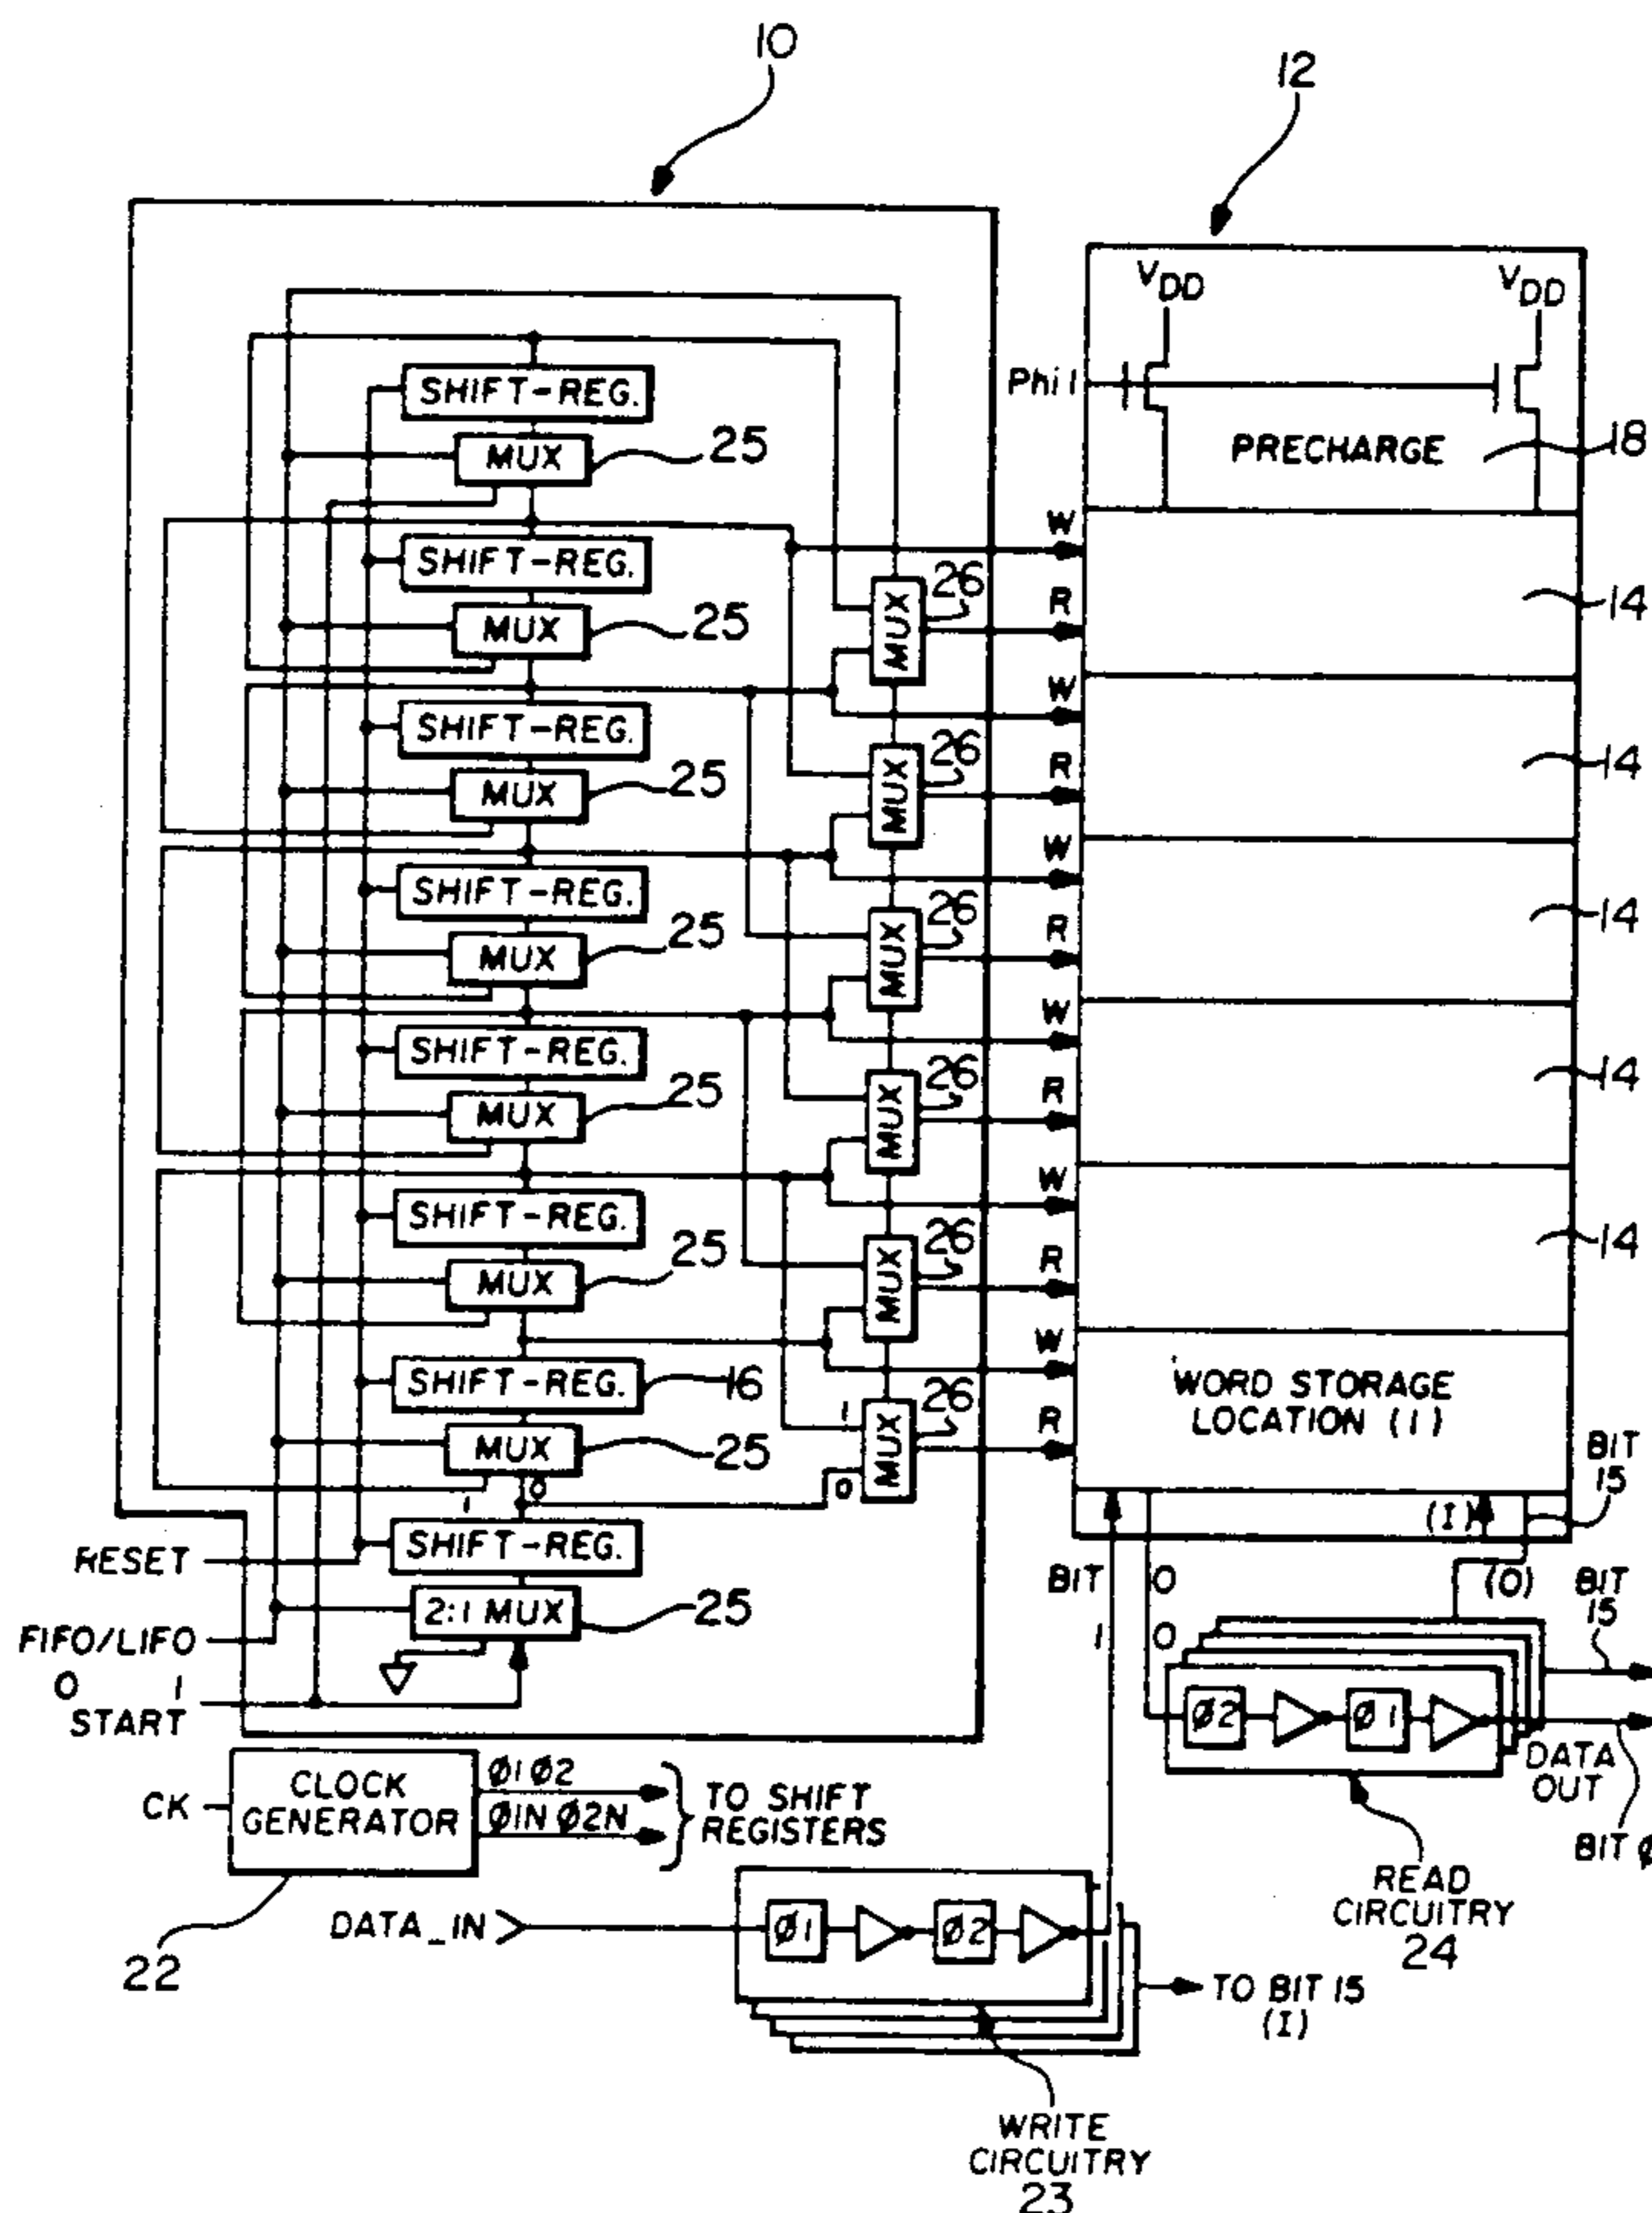 10
12
VDD
VDD
Phi 1
SHIFT-REG.
MUX
25
PRECHARGE
18
W
SHIFT-REG.
MUX
25
MUX
26
R
14
W
SHIFT-REG.
MUX
25
MUX
26
R
14
W
SHIFT-REG.
MUX
25
MUX
26
R
14
W
SHIFT-REG.
MUX
25
MUX
26
R
14
W
SHIFT-REG.
MUX
25
MUX
26
R
14
W
SHIFT-REG.
16
MUX
25
1
0
1
0
MUX
26
R
WORD STORAGE
LOCATION (1)
BIT
15
(I)
SHIFT-REG.
RESET
2:1 MUX
25
FIFO/LIFO
0 1
START
BIT
1
0
0
(0)
BIT
15
Ø2
Ø1
DATA
OUT
BIT Ø
READ
CIRCUITRY
24
CK
CLOCK
GENERATOR
Ø1 Ø2
Ø1N Ø2N
TO SHIFT
REGISTERS
22
DATA_IN
Ø1
Ø2
TO BIT 15
(I)
WRITE
CIRCUITRY
23